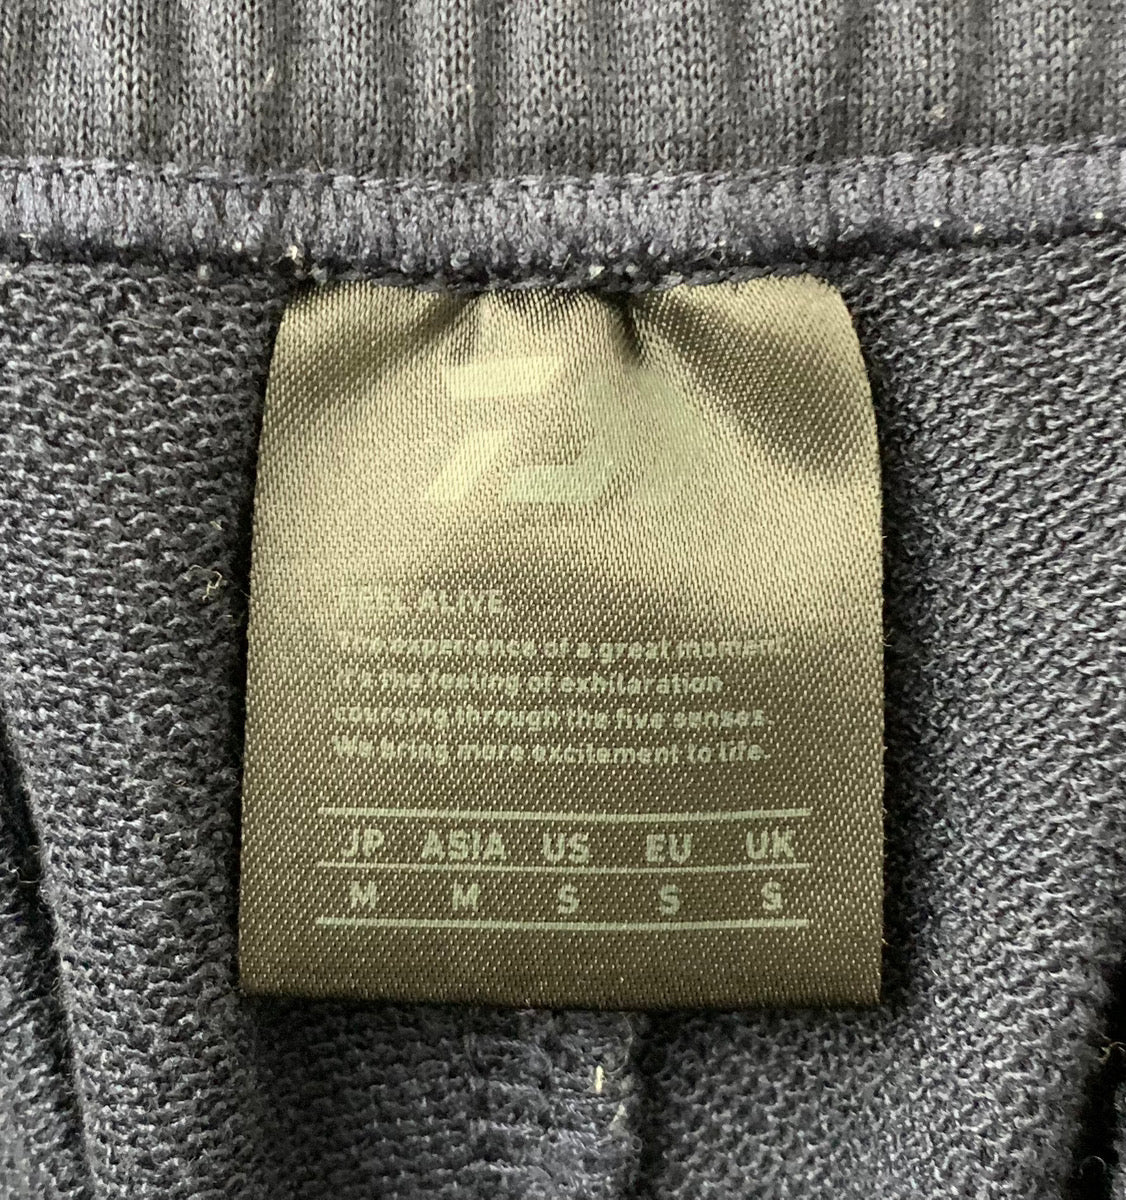 FEEL ALIVE
The experience of a great moment.
It's the feeling of exhilaration
coursing through the five senses.
We bring more excitement to life.
JP ASIA US EU UK
M M S S S